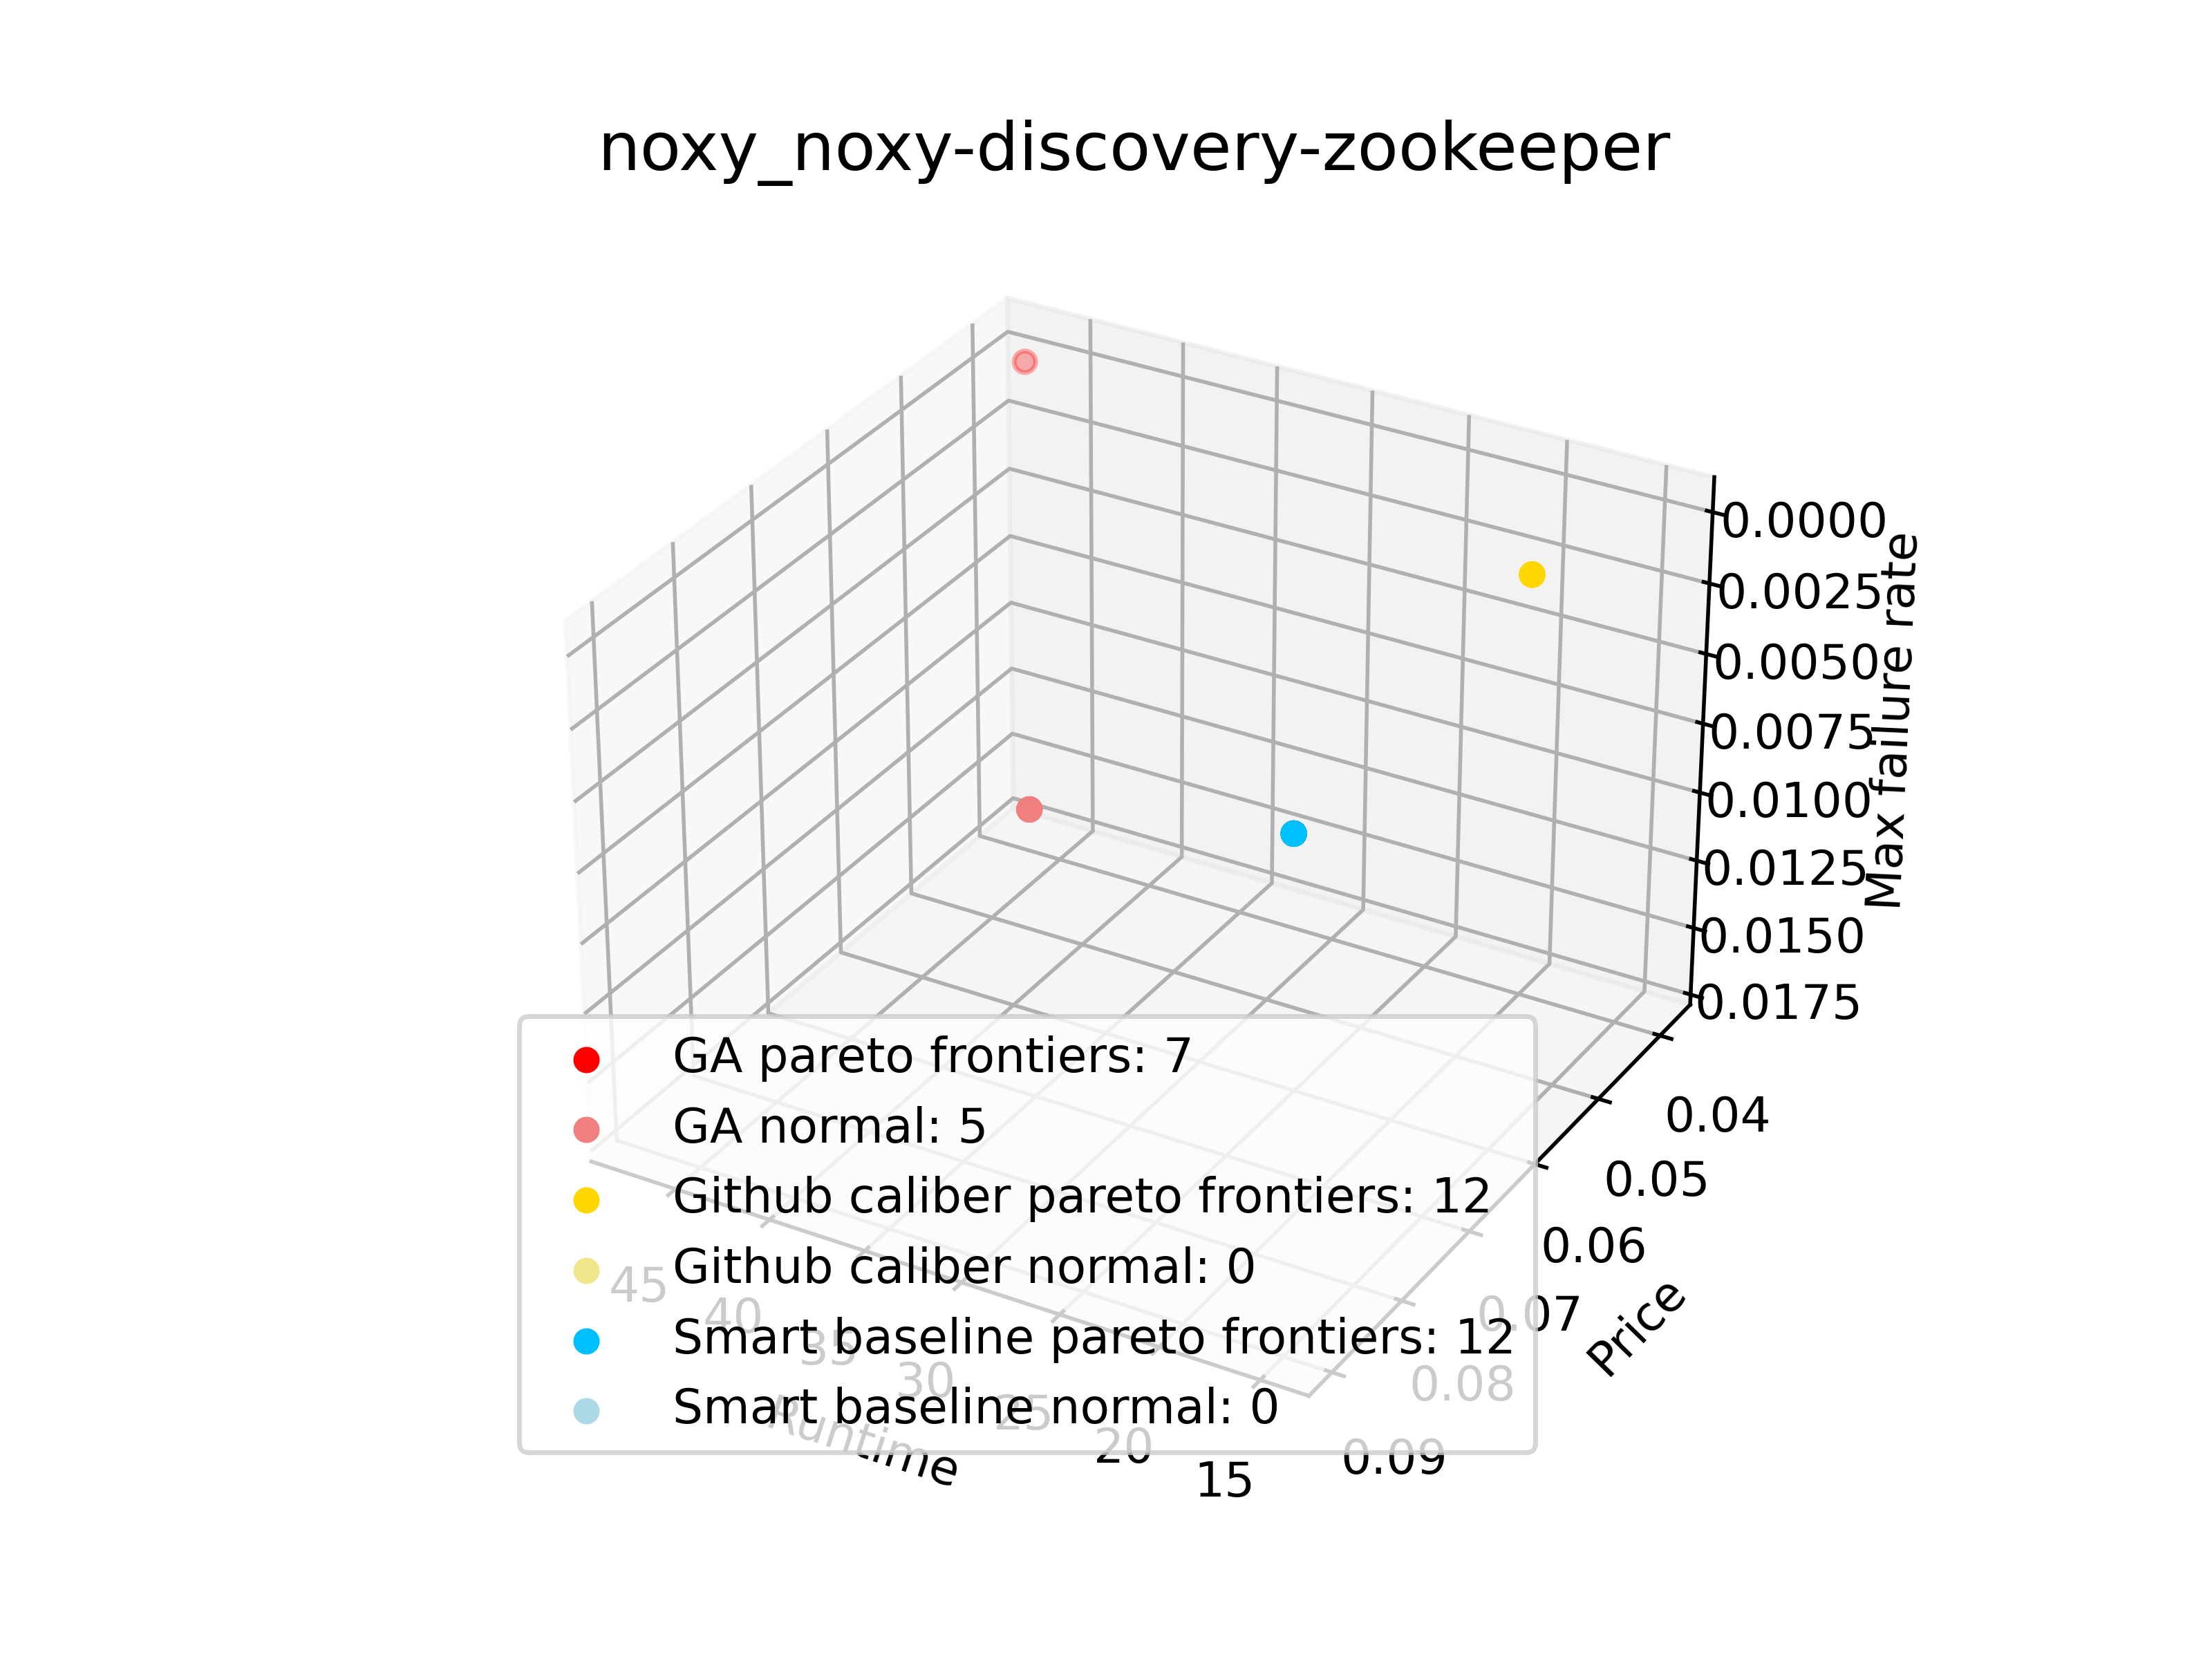 noxy_noxy-discovery-zookeeper
0.0000
0.0025
0.0050
0.0075
0.0100
0.0125
0.0150
0.0175
Max failure rate
0.04
0.05
0.06
0.07
0.08
0.09
Price
45
40
35
30
25
20
15
Runtime
GA pareto frontiers: 7
GA normal: 5
Github caliber pareto frontiers: 12
Github caliber normal: 0
Smart baseline pareto frontiers: 12
Smart baseline normal: 0